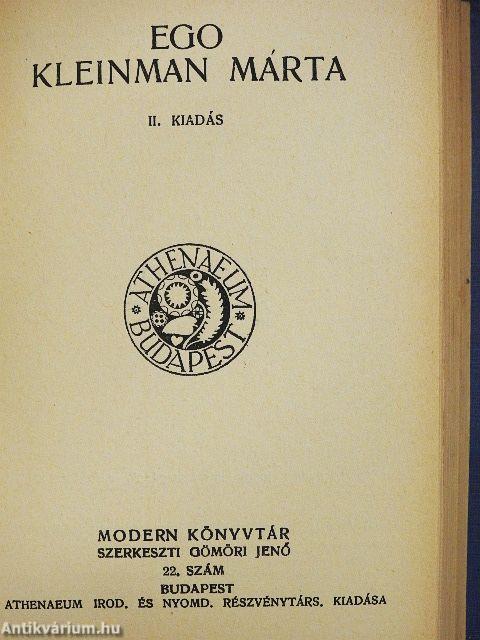 EGO
KLEINMAN MÁRTA
II. KIADÁS
ATHENAEUM
BUDAPEST
MODERN KÖNYVTÁR
SZERKESZTI GÖMÖRI JENŐ
22. SZÁM
BUDAPEST
ATHENAEUM IROD. ÉS NYOMD. RÉSZVÉNYTÁRS. KIADÁSA
Antikvárium.hu